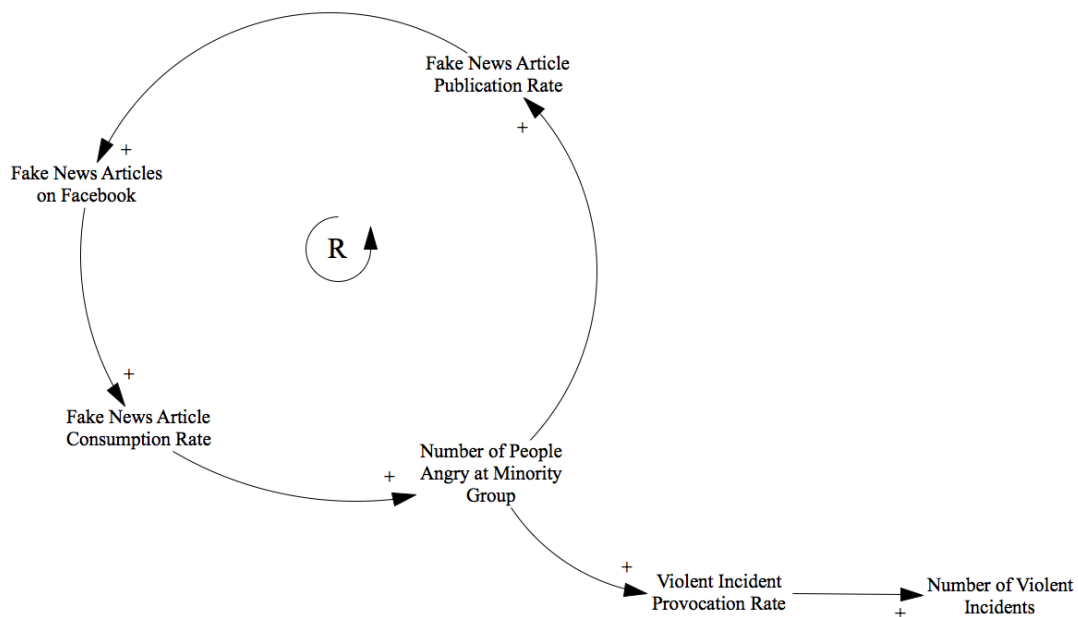 Fake News Article
Publication Rate
+
+
Fake News Articles
on Facebook
R
+
Fake News Article
Consumption Rate
+
Number of People
Angry at Minority
Group
+
Violent Incident
Provocation Rate
+
Number of Violent
Incidents